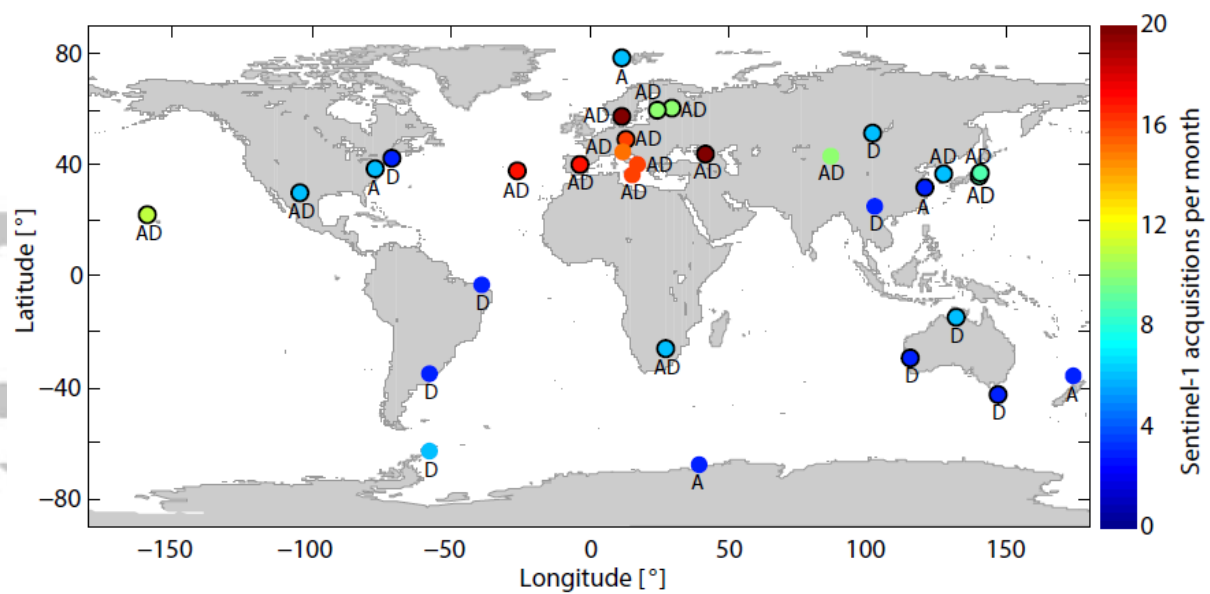 20
80
A
AD
AD
AD
AD
AD
AD
D
AD
AD
16
40
A
D
AD
AD
AD
AD
AD
AD
AD
A
AD
D
12
AD
0
D
8
D
AD
D
−40
D
D
A
4
D
A
−80
0
−150
−100
−50
0
50
100
150
Longitude [°]
Latitude [°]
Sentinel-1 acquisitions per month